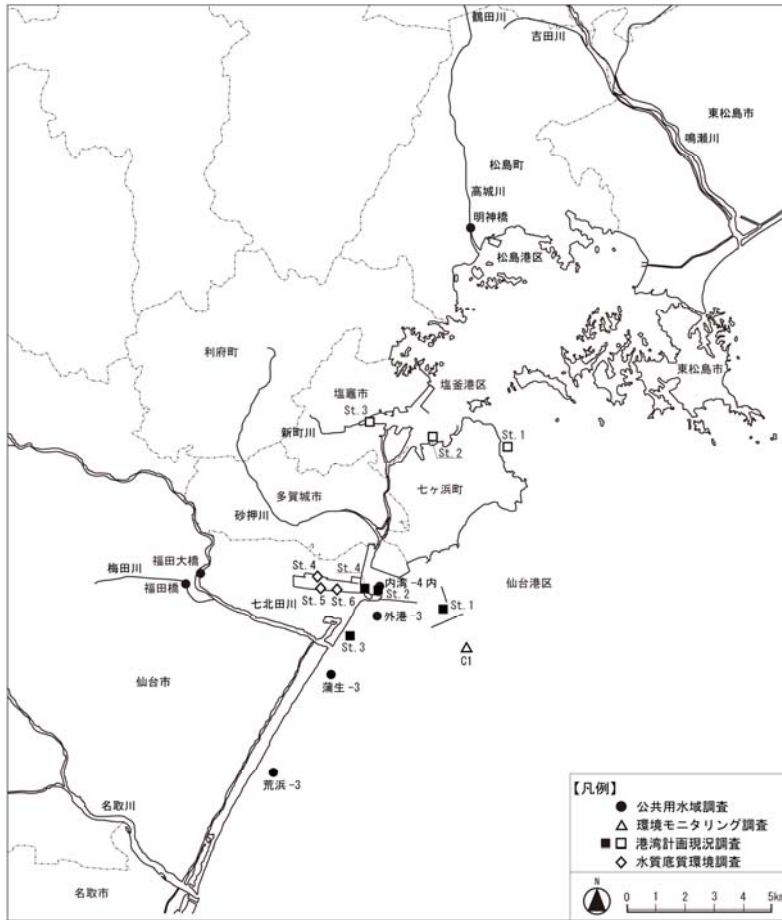 鶴田川
吉田川
東松島市
鳴瀬川
松島町
高城川
明神橋
松島港区
利府町
塩竈市
塩釜港区
東松島市
St.3
新町川
St.2
St.1
多賀城市
七ヶ浜町
砂押川
福田大橋
梅田川
福田橋
St.4
St.4
内湾-4内
仙台港区
St.5
St.6
St.2
St.1
七北田川
外港-3
St.3
C1
仙台市
蒲生-3
荒浜-3
名取川
名取市
【凡例】
● 公共用水域調査
△ 環境モニタリング調査
■ □ 港湾計画現況調査
◇ 水質底質環境調査
N
0 1 2 3 4 5km